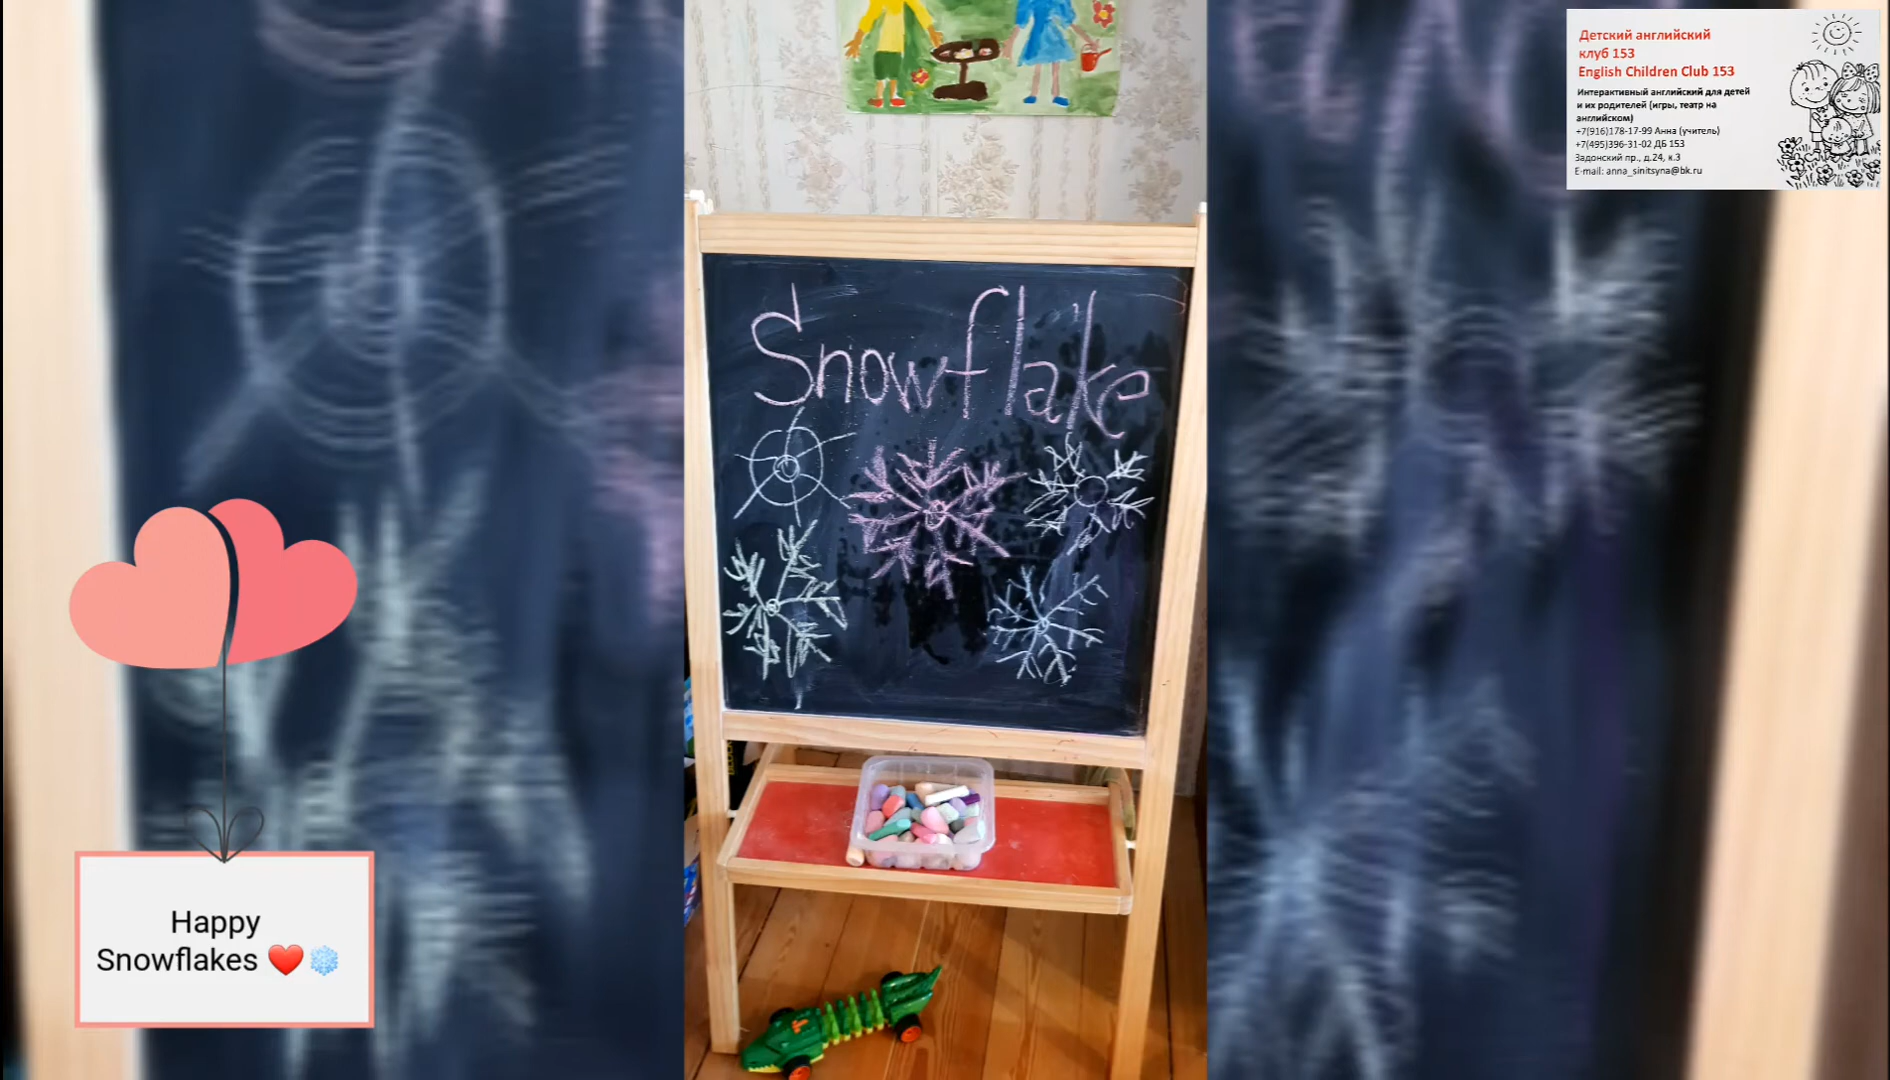 Детский английский
клуб 153
English Children Club 153
Интерактивный английский для детей
и их родителей (игры, театр на
английском)
+7(916)178-17-99 Анна (учитель)
+7(495)396-31-02 ДБ 153
Задонский пр., д.24, к.3
E-mail: anna_sinitsyna@bk.ru
Snowflake
Happy
Snowflakes ❤️❄️